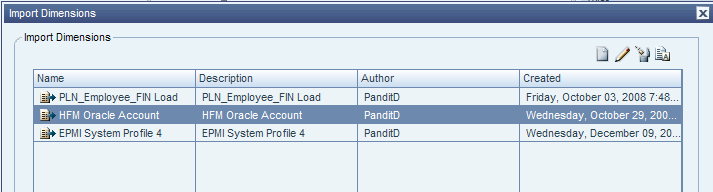 Import Dimensions
Import Dimensions
Name Description Author Created
PLN_Employee_FIN Load PLN_Employee_FIN Load PanditD Friday, October 03, 2008 7:48...
HFM Oracle Account HFM Oracle Account PanditD Wednesday, October 29, 200...
EPMI System Profile 4 EPMI System Profile 4 PanditD Wednesday, December 09, 20...